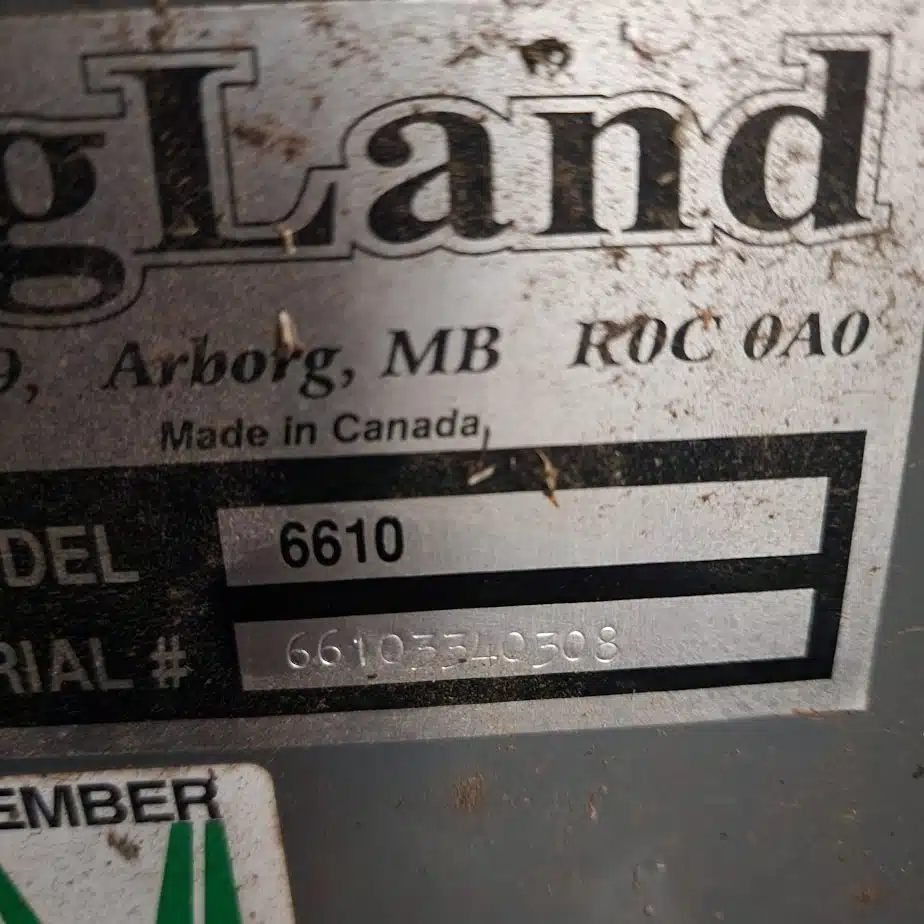 gLand
9, Arborg, MB R0C 0A0
Made in Canada
DEL 6610
RIAL # 66103340308
EMBER